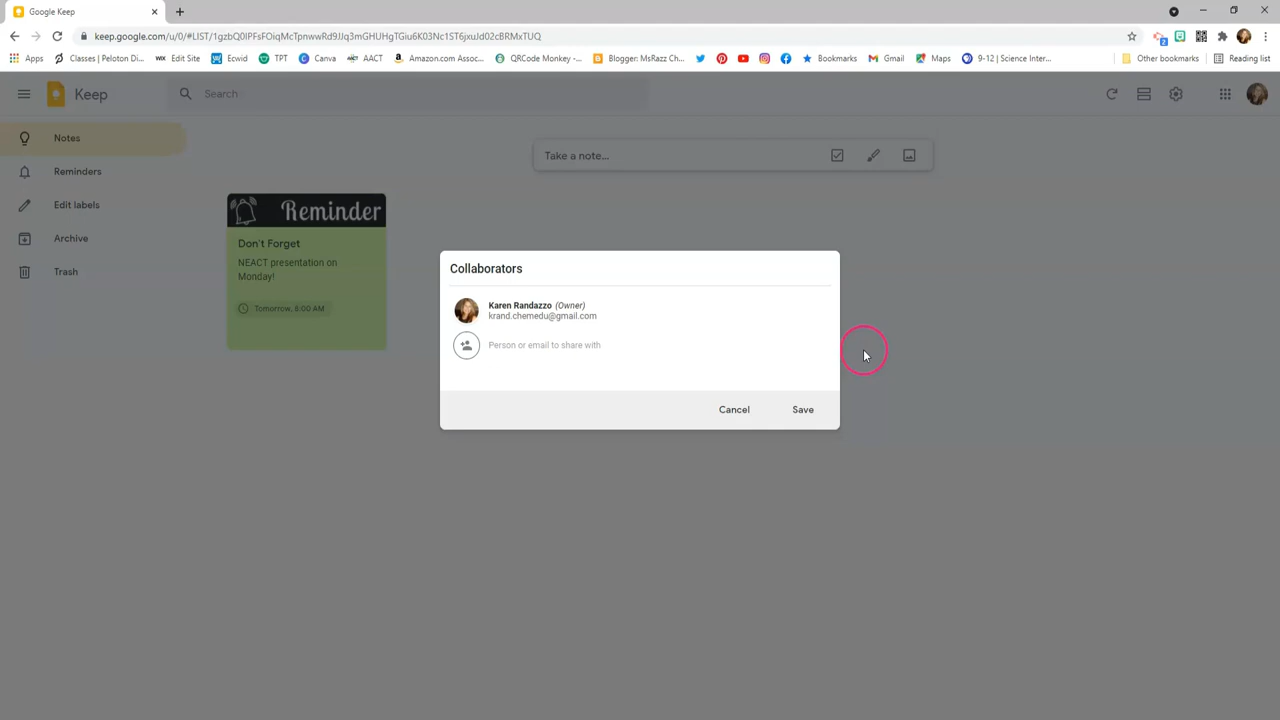 Google Keep
keep.google.com/u/0/#LIST/1gzbQ0IPFsFOiqMcTpnwwRd9JJq3mGHUHgTGiu6K03Nc1ST6jxuJd02cBRMxTUQ
Apps
Classes | Peloton Di...
WIX Edit Site
Ecwid
TPT
Canva
AACT
Amazon.com Assoc...
QRCode Monkey -...
Blogger: MsRazz Ch...
Bookmarks
Gmail
Maps
9-12 | Science Inter...
Other bookmarks
Reading list
Keep
Search
Notes
Reminders
Edit labels
Archive
Trash
Take a note...
Reminder
Don't Forget
NEACT presentation on
Monday!
Tomorrow, 6:00 AM
Collaborators
Karen Randazzo (Owner)
krand.chemedu@gmail.com
Person or email to share with
Cancel
Save